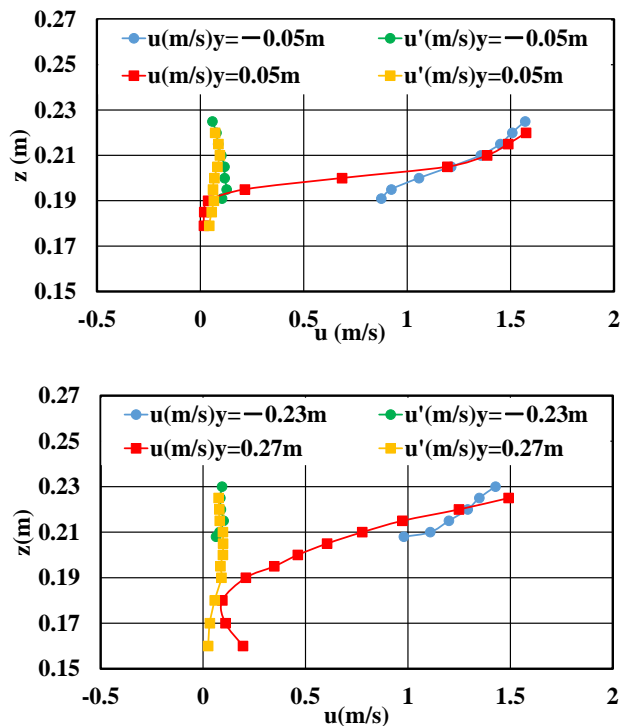 0.27
u(m/s)y=−0.05m u'(m/s)y=−0.05m
0.25
u(m/s)y=0.05m u'(m/s)y=0.05m
0.23
z (m)
0.21
0.19
0.17
0.15
-0.5 0 0.5 1 1.5 2
u (m/s)
0.27
u(m/s)y=−0.23m u'(m/s)y=−0.23m
0.25
u(m/s)y=0.27m u'(m/s)y=0.27m
0.23
z(m)
0.21
0.19
0.17
0.15
-0.5 0 0.5 1 1.5 2
u(m/s)